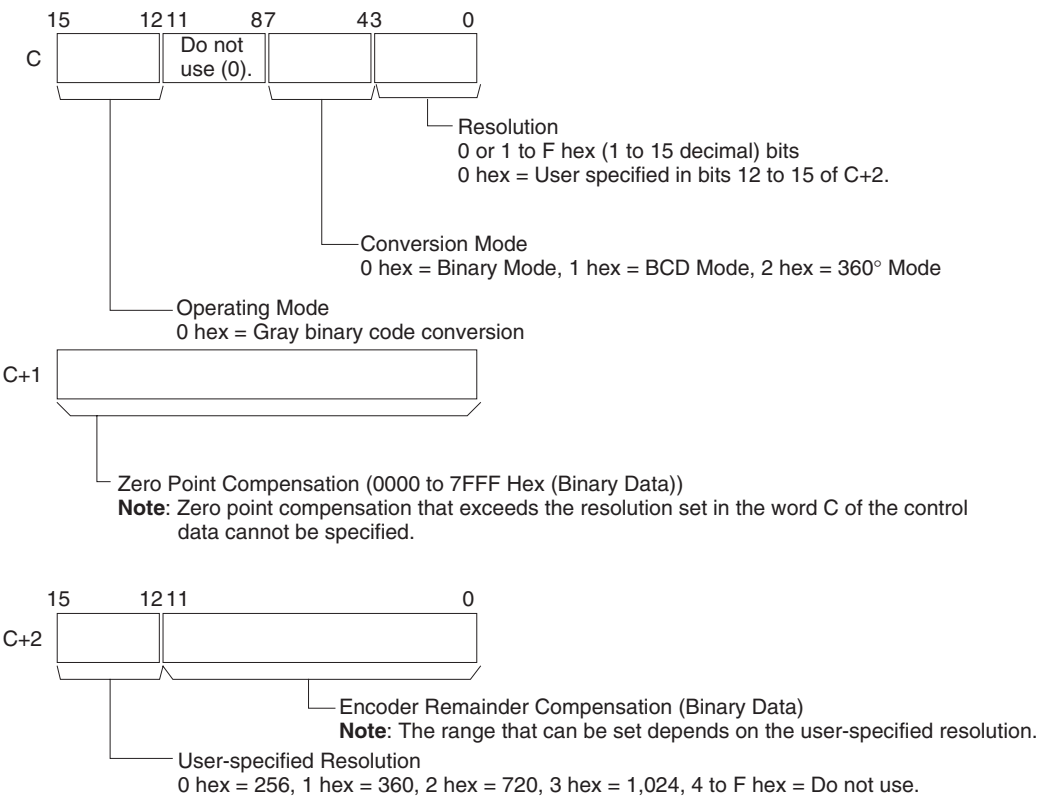 15 12 11 8 7 4 3 0
C
Do not
use (0).
Resolution
0 or 1 to F hex (1 to 15 decimal) bits
0 hex = User specified in bits 12 to 15 of C+2.
Conversion Mode
0 hex = Binary Mode, 1 hex = BCD Mode, 2 hex = 360° Mode
Operating Mode
0 hex = Gray binary code conversion
C+1
Zero Point Compensation (0000 to 7FFF Hex (Binary Data))
Note: Zero point compensation that exceeds the resolution set in the word C of the control
data cannot be specified.
15 12 11 0
C+2
Encoder Remainder Compensation (Binary Data)
Note: The range that can be set depends on the user-specified resolution.
User-specified Resolution
0 hex = 256, 1 hex = 360, 2 hex = 720, 3 hex = 1,024, 4 to F hex = Do not use.